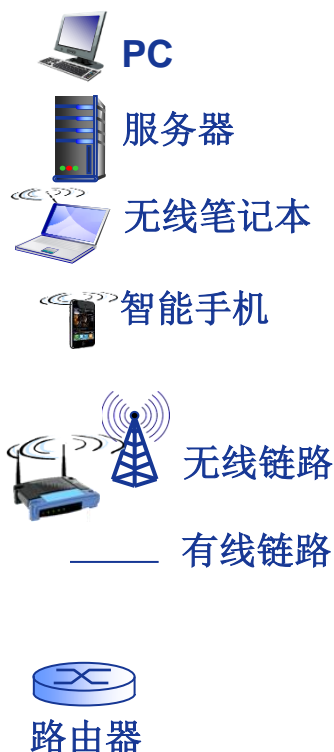 PC
服务器
无线笔记本
智能手机
无线链路
有线链路
路由器